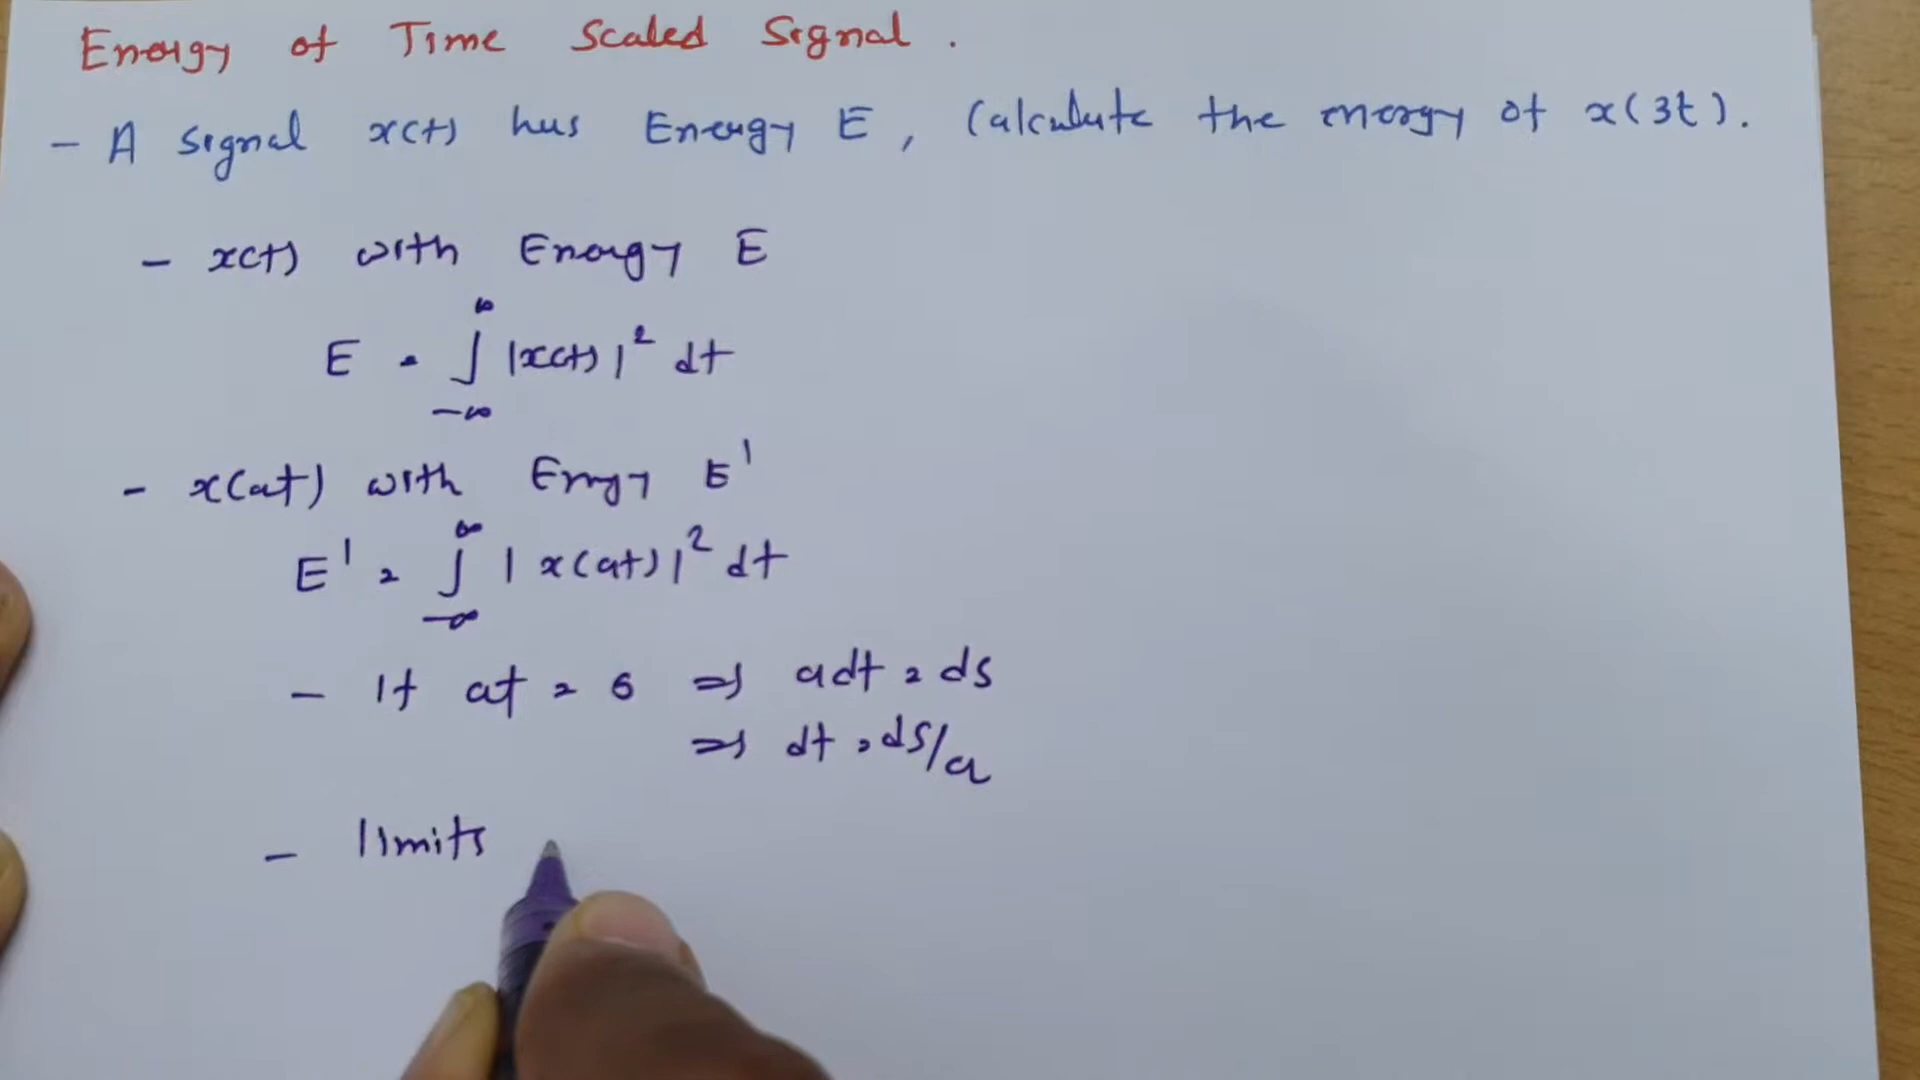 Energy of Time Scaled Signal.
- A signal x(t) has Energy E, Calculate the energy of x(3t).
- x(t) with Energy E
E = ∫_{-∞}^{∞} |x(t)|² dt
- x(at) with Energy E'
E' = ∫_{-∞}^{∞} |x(at)|² dt
- If at = s ⇒ adt = ds
⇒ dt = ds/a
- limits